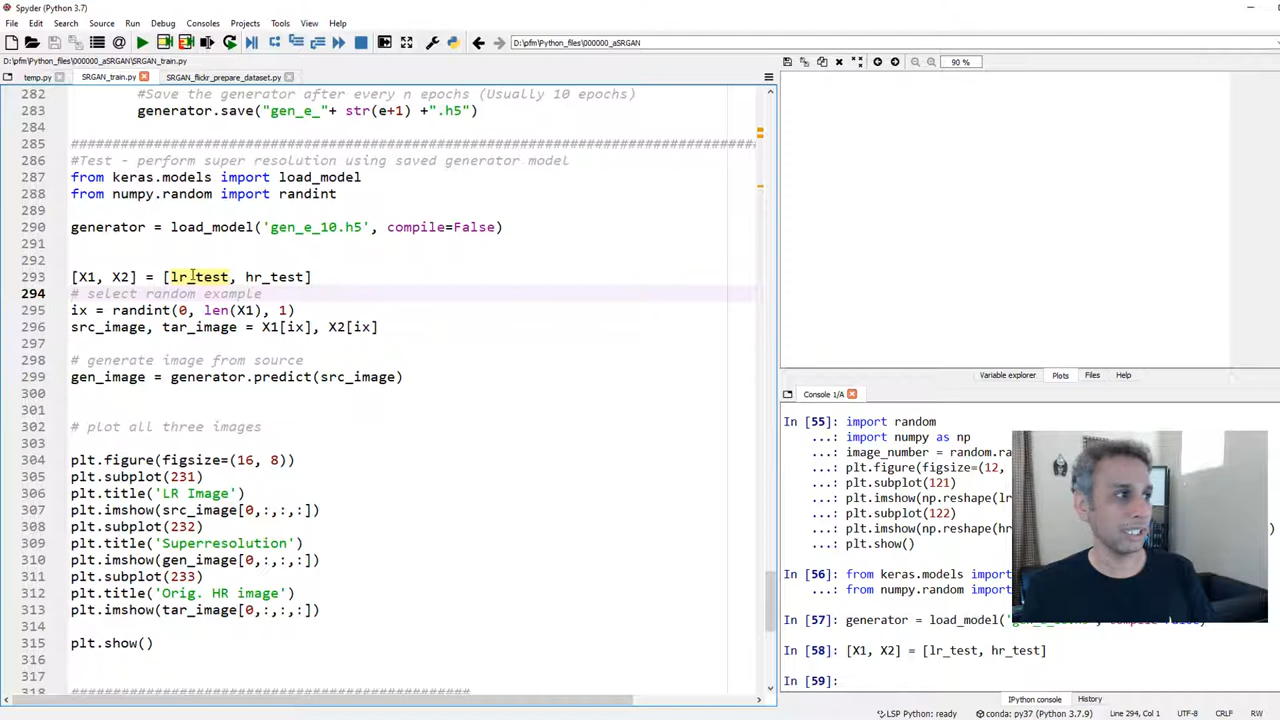 Spyder (Python 3.7)
File Edit Search Source Run Debug Consoles Projects Tools View Help
D:\pfm\Python_files\000000_aSRGAN
D:\pfm\Python_files\000000_aSRGAN\SRGAN_train.py
temp.py SRGAN_train.py SRGAN_flickr_prepare_dataset.py
90 %
282 #Save the generator after every n epochs (Usually 10 epochs)
283 generator.save("gen_e_"+ str(e+1) +".h5")
284
285 ##################################################################################
286 #Test - perform super resolution using saved generator model
287 from keras.models import load_model
288 from numpy.random import randint
289
290 generator = load_model('gen_e_10.h5', compile=False)
291
292
293 [X1, X2] = [lr_test, hr_test]
294 # select random example
295 ix = randint(0, len(X1), 1)
296 src_image, tar_image = X1[ix], X2[ix]
298
298 # generate image from source
299 gen_image = generator.predict(src_image)
300
301
302 # plot all three images
303
304 plt.figure(figsize=(16, 8))
305 plt.subplot(231)
306 plt.title('LR Image')
307 plt.imshow(src_image[0,:,:,:])
308 plt.subplot(232)
309 plt.title('Superresolution')
310 plt.imshow(gen_image[0,:,:,:])
311 plt.subplot(233)
312 plt.title('Orig. HR image')
313 plt.imshow(tar_image[0,:,:,:])
314
315 plt.show()
316
317
318 ################################################
Variable explorer Plots Files Help
Console 1/A
In [55]: import random
...: import numpy as np
...: image_number = random.ra
...: plt.figure(figsize=(12,
...: plt.subplot(121)
...: plt.imshow(np.reshape(lr
...: plt.subplot(122)
...: plt.imshow(np.reshape(hr
...: plt.show()
In [56]: from keras.models import
...: from numpy.random import
In [57]: generator = load_model(
In [58]: [X1, X2] = [lr_test, hr_test]
In [59]:
IPython console History
LSP Python: ready conda: py37 (Python 3.7.9) Line 294, Col 1 UTF-8 CRLF RW